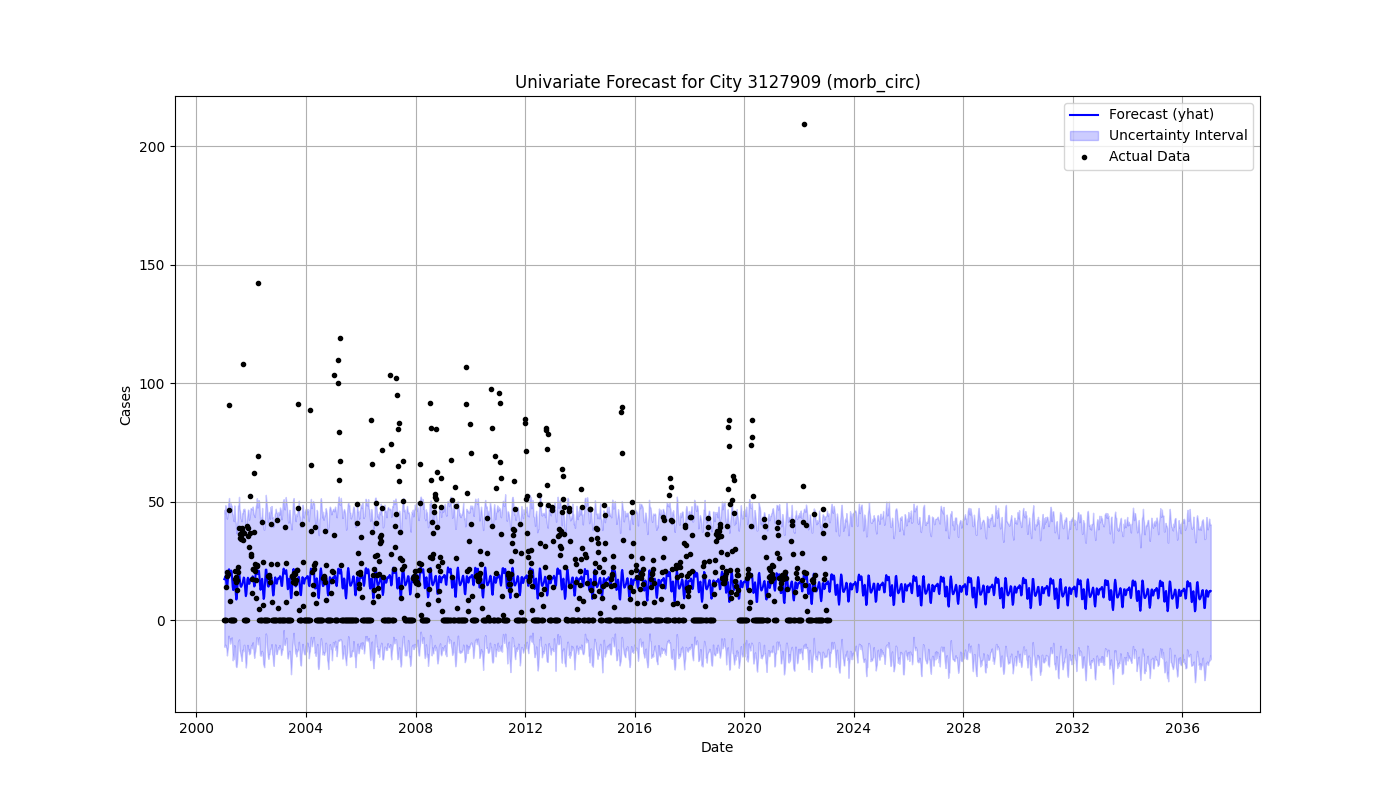 Univariate Forecast for City 3127909 (morb_circ)
Forecast (yhat)
Uncertainty Interval
Actual Data
200
150
100
50
0
Cases
2000 2004 2008 2012 2016 2020 2024 2028 2032 2036
Date